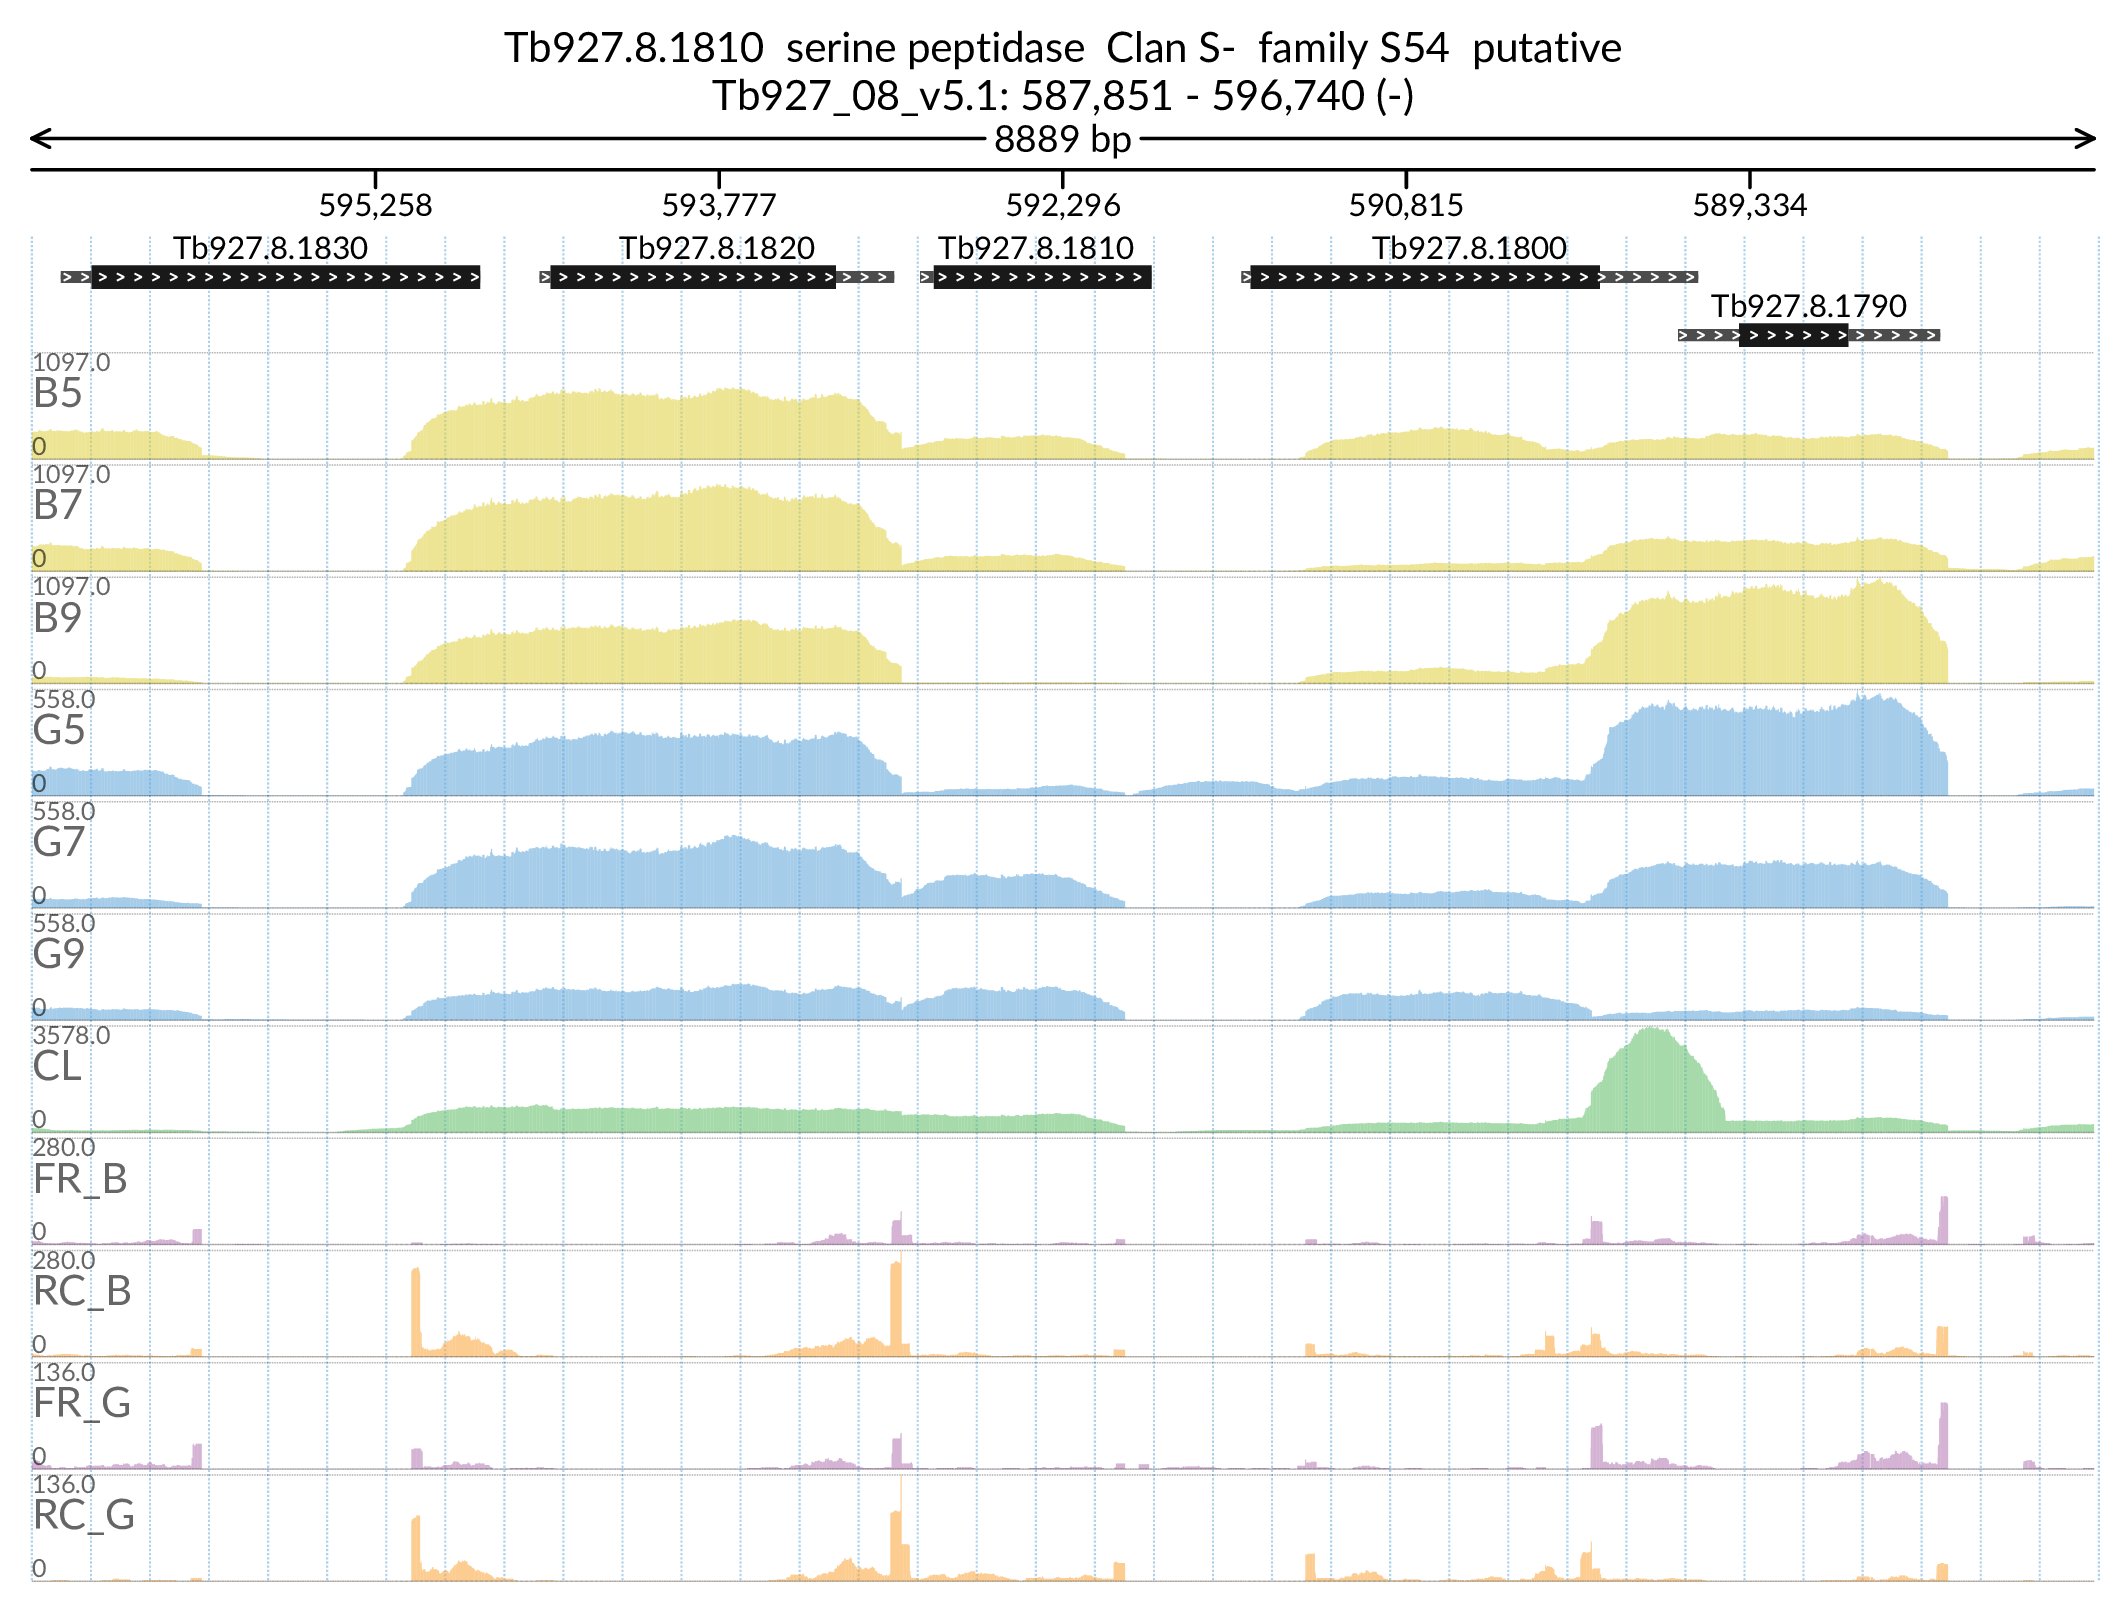 Tb927.8.1810 serine peptidase Clan S- family S54 putative
Tb927_08_v5.1: 587,851 - 596,740 (-)
8889 bp
595,258 593,777 592,296 590,815 589,334
Tb927.8.1830 Tb927.8.1820 Tb927.8.1810 Tb927.8.1800
Tb927.8.1790
1097.0
B5
0
1097.0
B7
0
1097.0
B9
0
558.0
G5
0
558.0
G7
0
558.0
G9
0
3578.0
CL
0
280.0
FR_B
0
280.0
RC_B
0
136.0
FR_G
0
136.0
RC_G
0